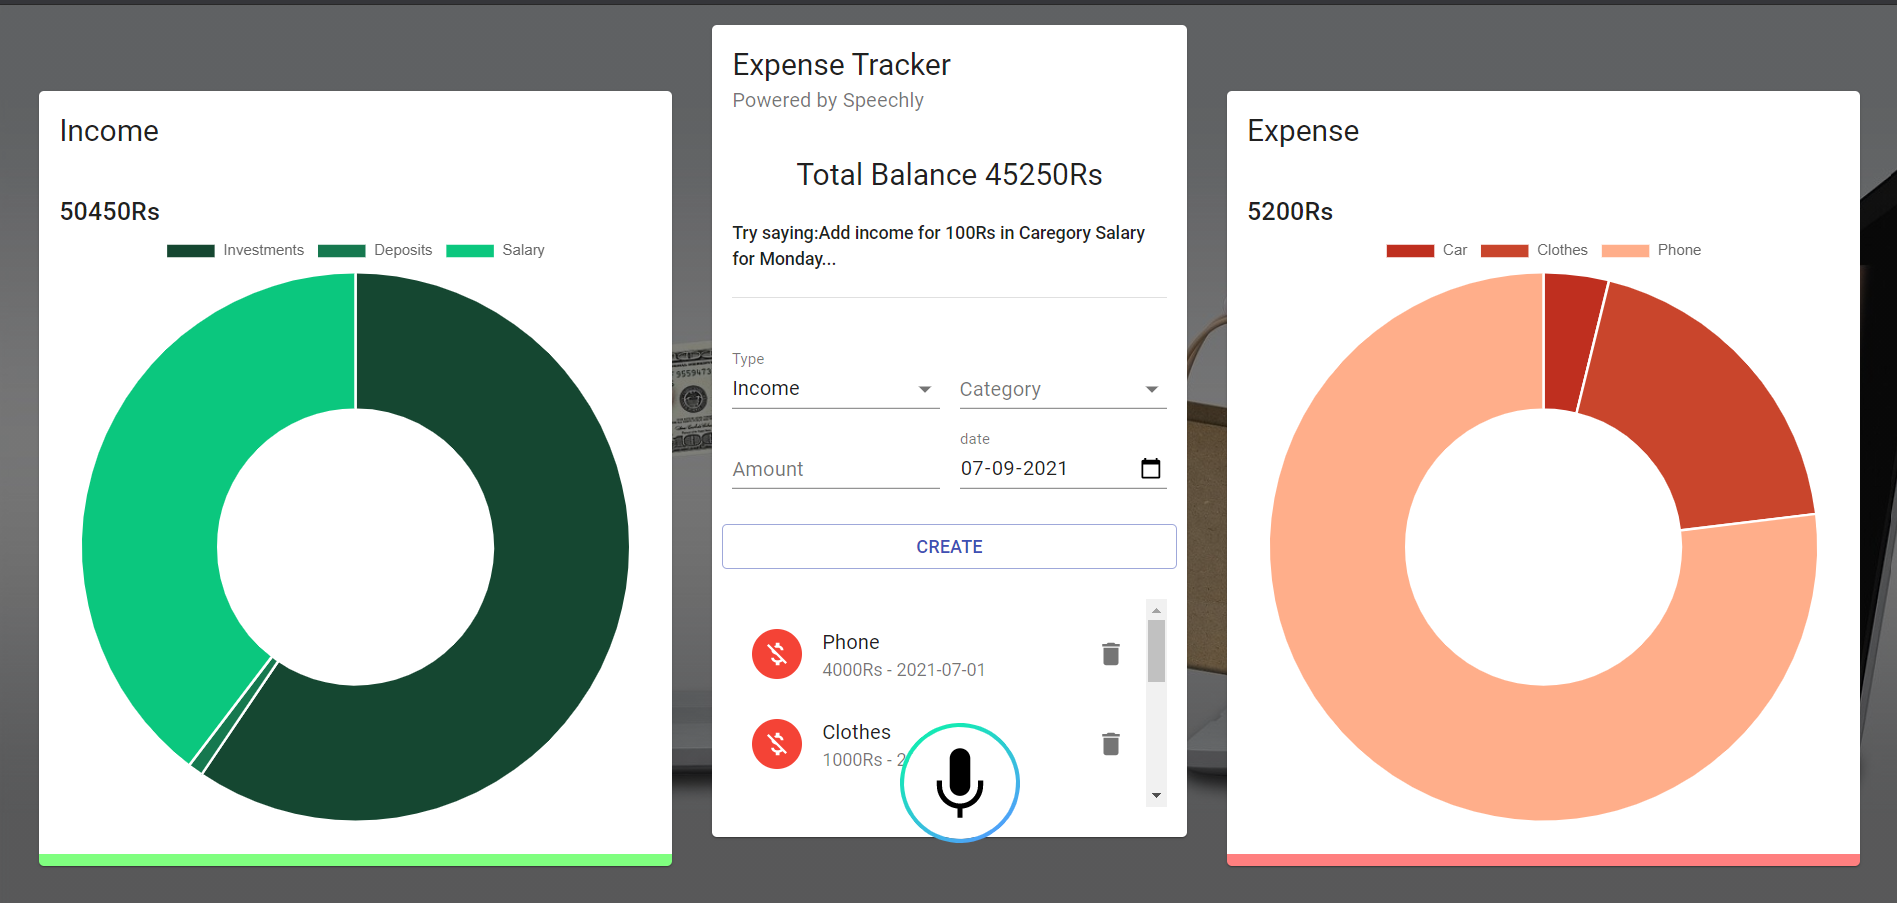 Income
50450Rs
Investments Deposits Salary
Expense Tracker
Powered by Speechly
Total Balance 45250Rs
Try saying:Add income for 100Rs in Caregory Salary
for Monday...
Type
Income
Category
Amount
date
07-09-2021
CREATE
Phone
4000Rs - 2021-07-01
Clothes
1000Rs - 2
Expense
5200Rs
Car Clothes Phone